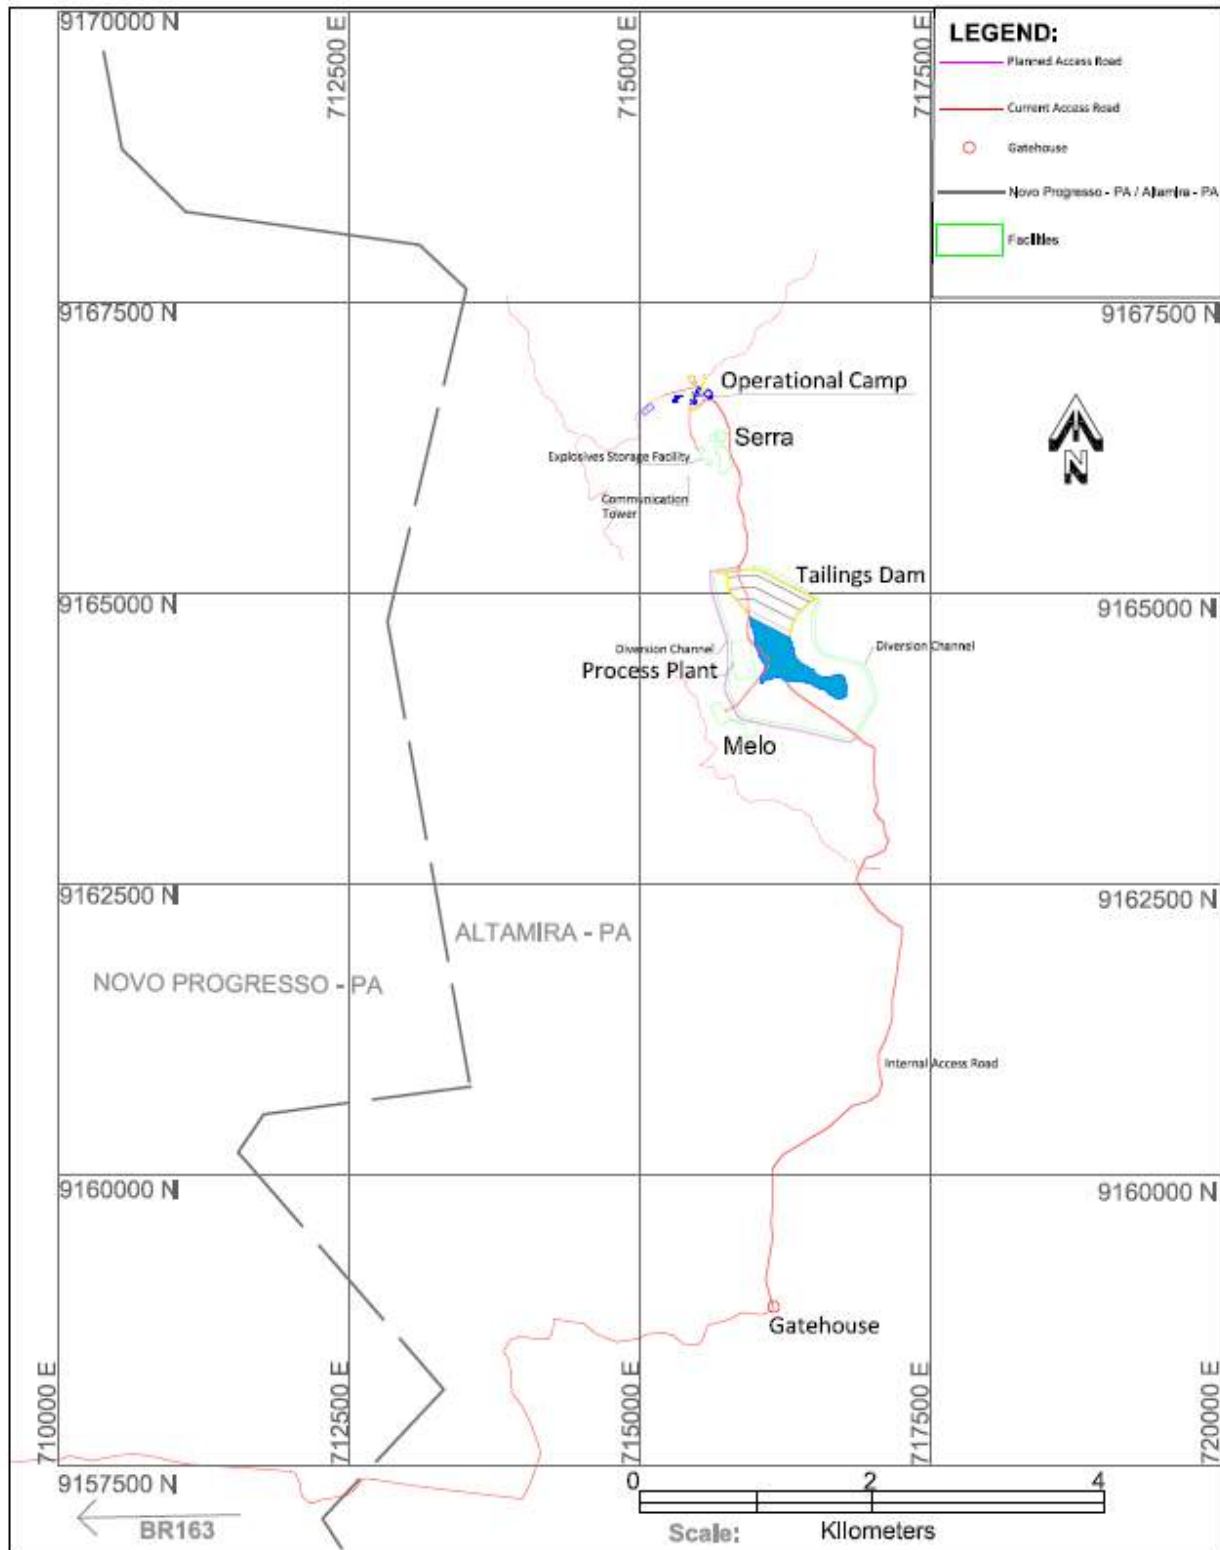 9170000 N
712500 E
715000 E
717500 E
LEGEND:
Planned Access Road
Current Access Road
Gatehouse
Novo Progresso - PA / Altamira - PA
Facilities
9167500 N
9167500 N
Operational Camp
Serra
Explosives Storage Facility
Communication
Tower
N
Tailings Dam
9165000 N
9165000 N
Diversion Channel
Diversion Channel
Process Plant
Melo
9162500 N
9162500 N
ALTAMIRA - PA
NOVO PROGRESSO - PA
Internal Access Road
9160000 N
9160000 N
Gatehouse
710000 E
712500 E
715000 E
717500 E
720000 E
9157500 N
0 2 4
BR163
Scale: Kilometers